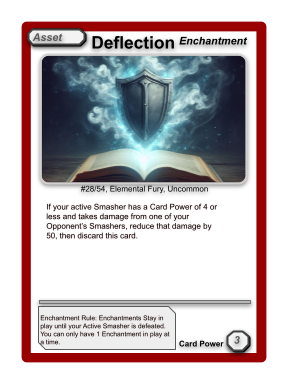 Asset
Deflection Enchantment
#28/54, Elemental Fury, Uncommon
If your active Smasher has a Card Power of 4 or
less and takes damage from one of your
Opponent's Smashers, reduce that damage by
50, then discard this card.
Enchantment Rule: Enchantments Stay in
play until your Active Smasher is defeated.
You can only have 1 Enchantment in play at
a time.
Card Power 3